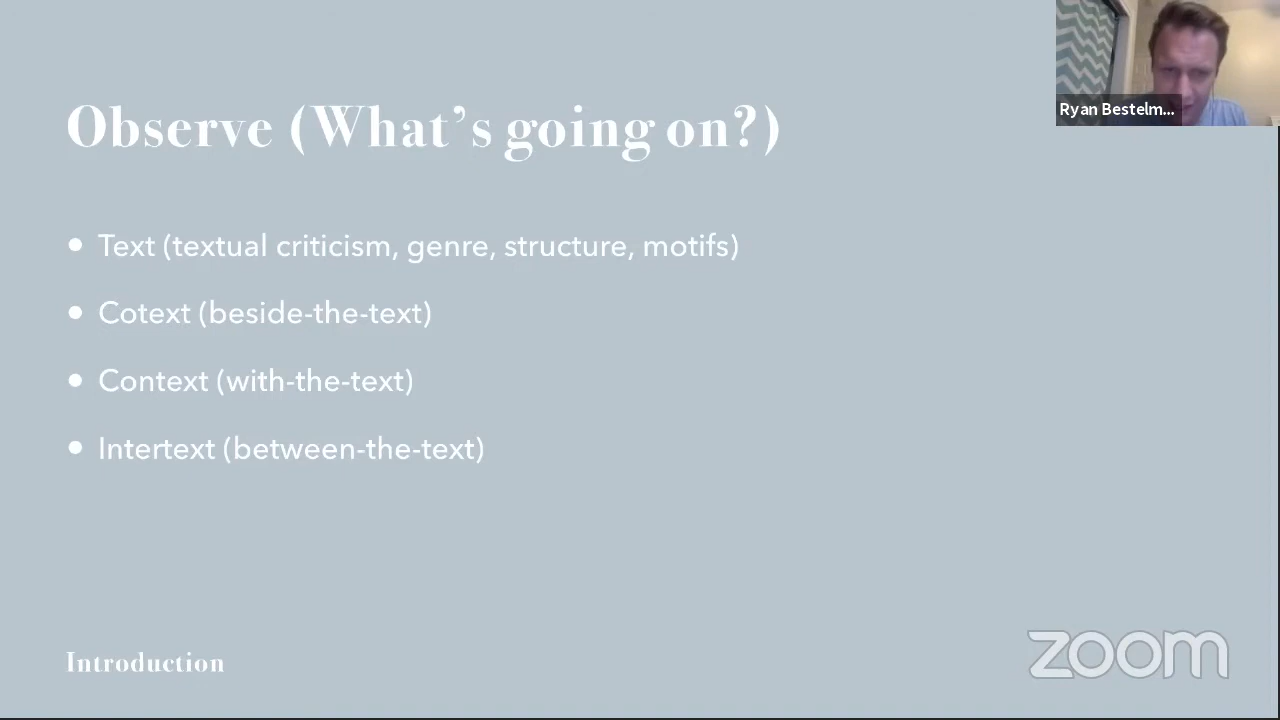 Observe (What's going on?)
Ryan Bestelm...
• Text (textual criticism, genre, structure, motifs)
• Cotext (beside-the-text)
• Context (with-the-text)
• Intertext (between-the-text)
Introduction
zoom